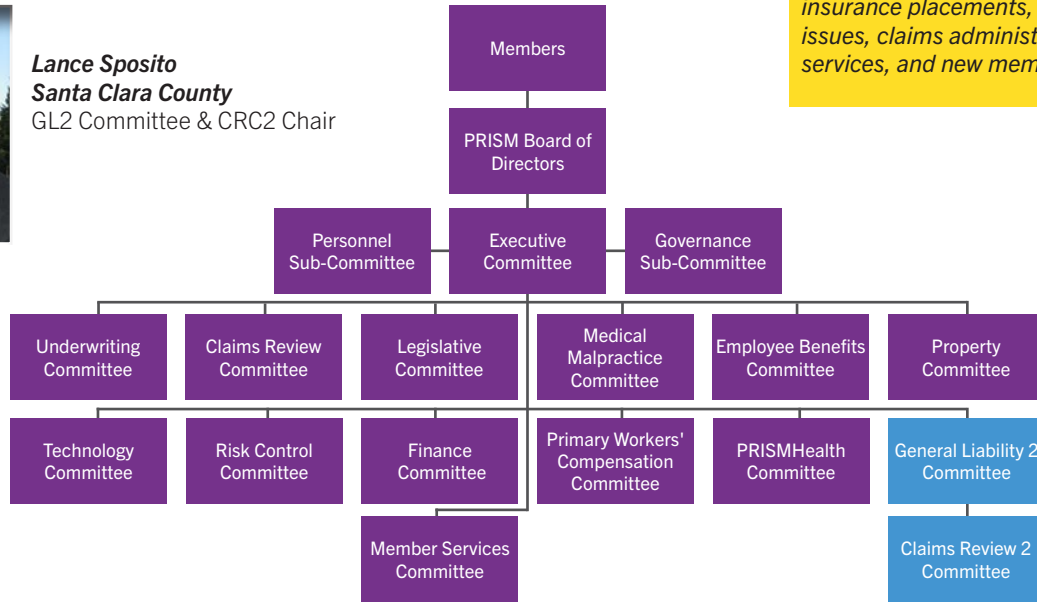 insurance placements,
issues, claims administ
services, and new mem
Lance Sposito
Santa Clara County
GL2 Committee & CRC2 Chair
Members
PRISM Board of
Directors
Personnel
Sub-Committee
Executive
Committee
Governance
Sub-Committee
Underwriting
Committee
Claims Review
Committee
Legislative
Committee
Medical
Malpractice
Committee
Employee Benefits
Committee
Property
Committee
Technology
Committee
Risk Control
Committee
Finance
Committee
Primary Workers'
Compensation
Committee
PRISMHealth
Committee
General Liability 2
Committee
Member Services
Committee
Claims Review 2
Committee